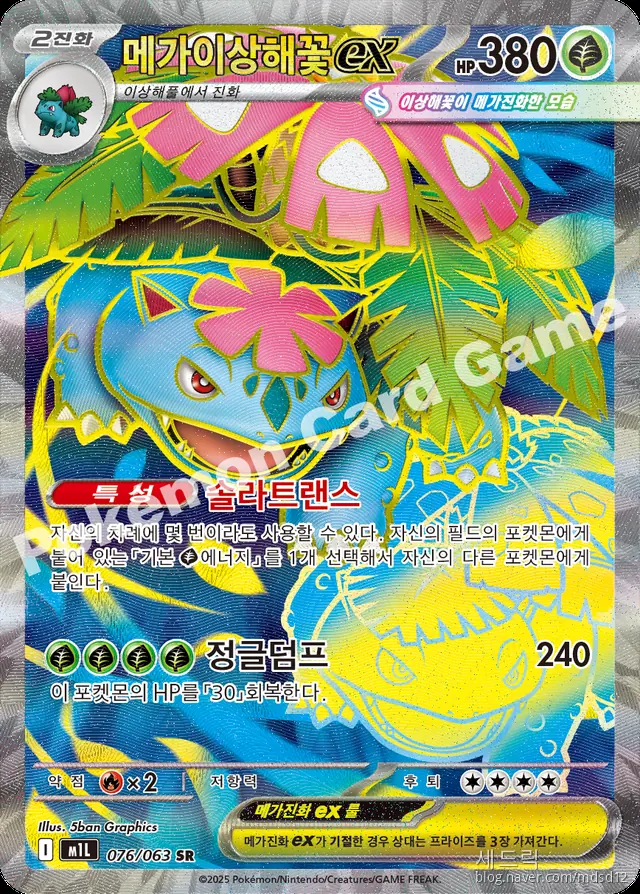 2진화
메가이상해꽃 ex
HP 380
이상해풀에서 진화
이상해꽃이 메가진화한 모습
Pokémon Card Game
특성 솔라트랜스
자신의 차례에 몇 번이라도 사용할 수 있다. 자신의 필드의 포켓몬에게
붙어 있는 「기본 에너지」를 1개 선택해서 자신의 다른 포켓몬에게
붙인다.
정글덤프 240
이 포켓몬의 HP를 「30」 회복한다.
약점 ×2 저항력 후퇴
메가진화 ex 룰
메가진화 ex가 기절한 경우 상대는 프라이즈를 3장 가져간다.
Illus. 5ban Graphics
I M1L 076/063 SR
©2025 Pokémon/Nintendo/Creatures/GAME FREAK.
세드릭
blog.naver.com/mdsd12